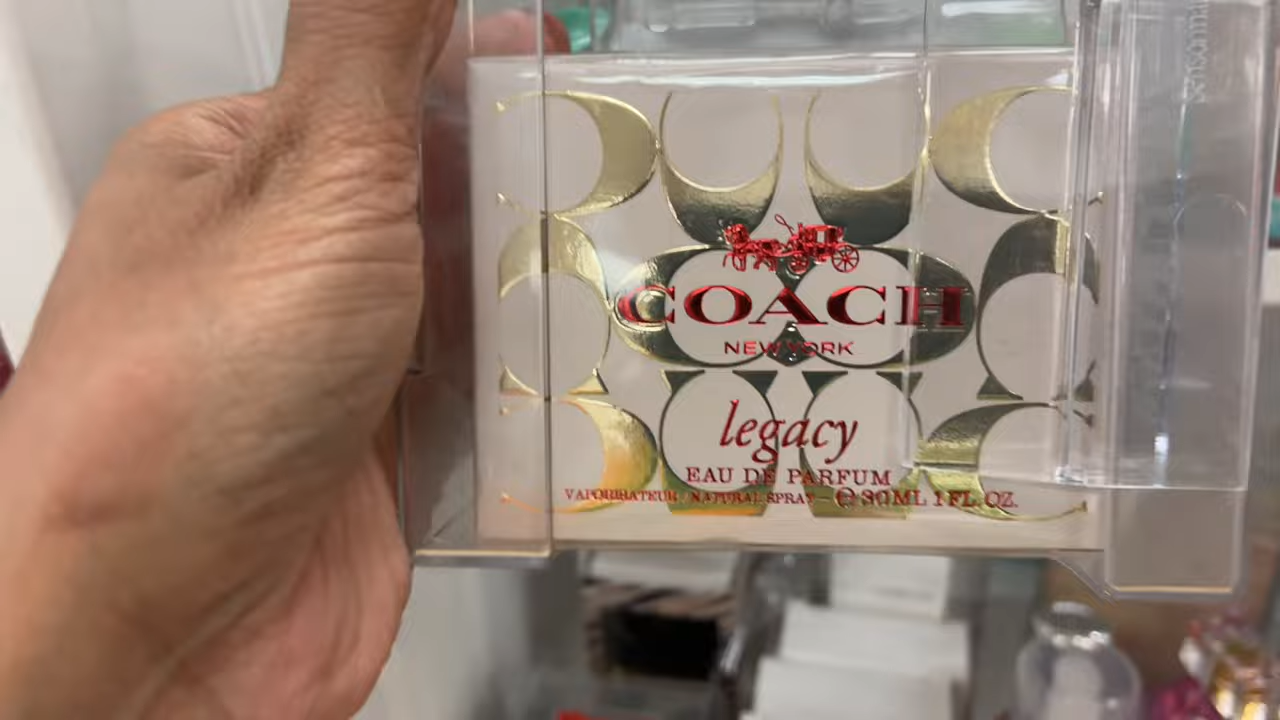 COACH
NEW YORK
legacy
EAU DE PARFUM
VAPORISATEUR / NATURAL SPRAY – ℮ 30ML 1 FL. OZ.